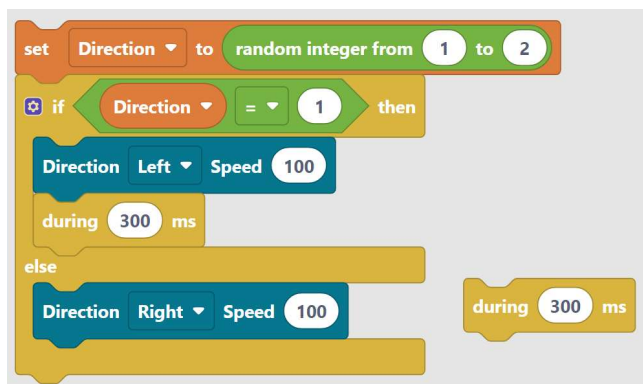 set Direction to random integer from 1 to 2
if Direction = 1 then
Direction Left Speed 100
during 300 ms
else
Direction Right Speed 100
during 300 ms